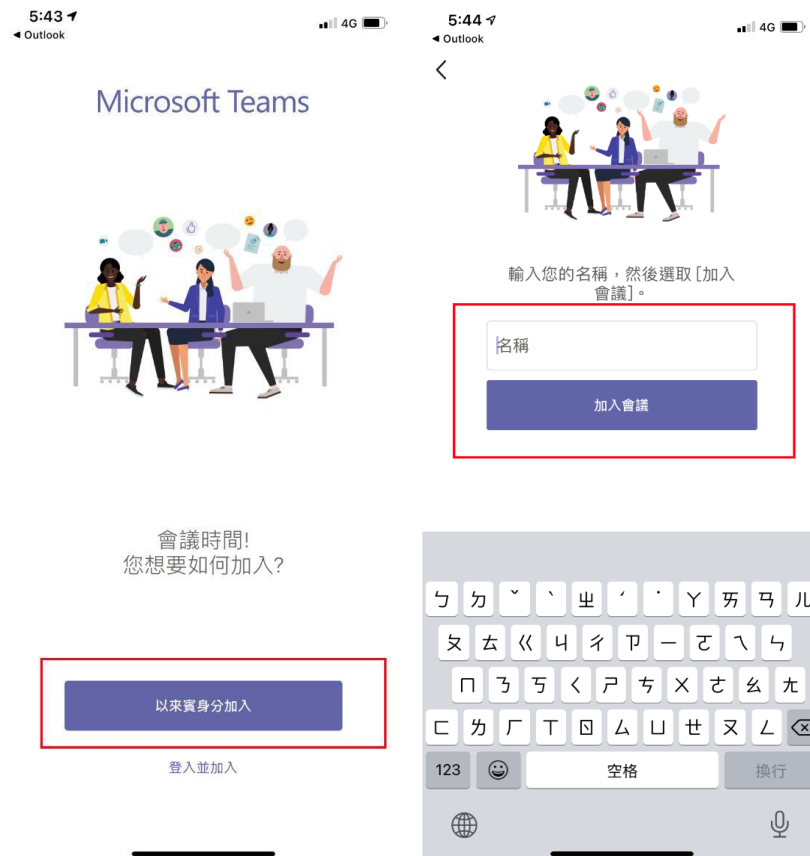 5:43
4G
◀ Outlook
Microsoft Teams
會議時間!
您想要如何加入?
以來賓身分加入
登入並加入
5:44
4G
◀ Outlook
輸入您的名稱，然後選取 [加入
會議]。
名稱
加入會議
ㄅ ㄉ ˇ ˋ ㄓ ˊ ˙ ㄚ ㄞ ㄢ ㄦ
ㄆ ㄊ ㄍ ㄐ ㄔ ㄗ ㄧ ㄛ ㄟ ㄣ
ㄇ ㄋ ㄎ ㄑ ㄕ ㄘ ㄨ ㄜ ㄠ ㄤ
ㄈ ㄌ ㄏ ㄒ ㄖ ㄙ ㄩ ㄝ ㄡ ㄥ
123 空格 換行